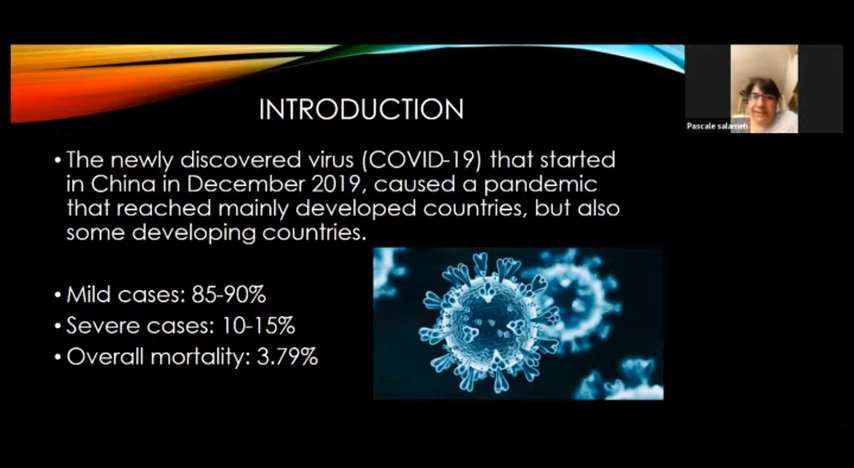 INTRODUCTION
• The newly discovered virus (COVID-19) that started
in China in December 2019, caused a pandemic
that reached mainly developed countries, but also
some developing countries.
• Mild cases: 85-90%
• Severe cases: 10-15%
• Overall mortality: 3.79%
Pascale salameh